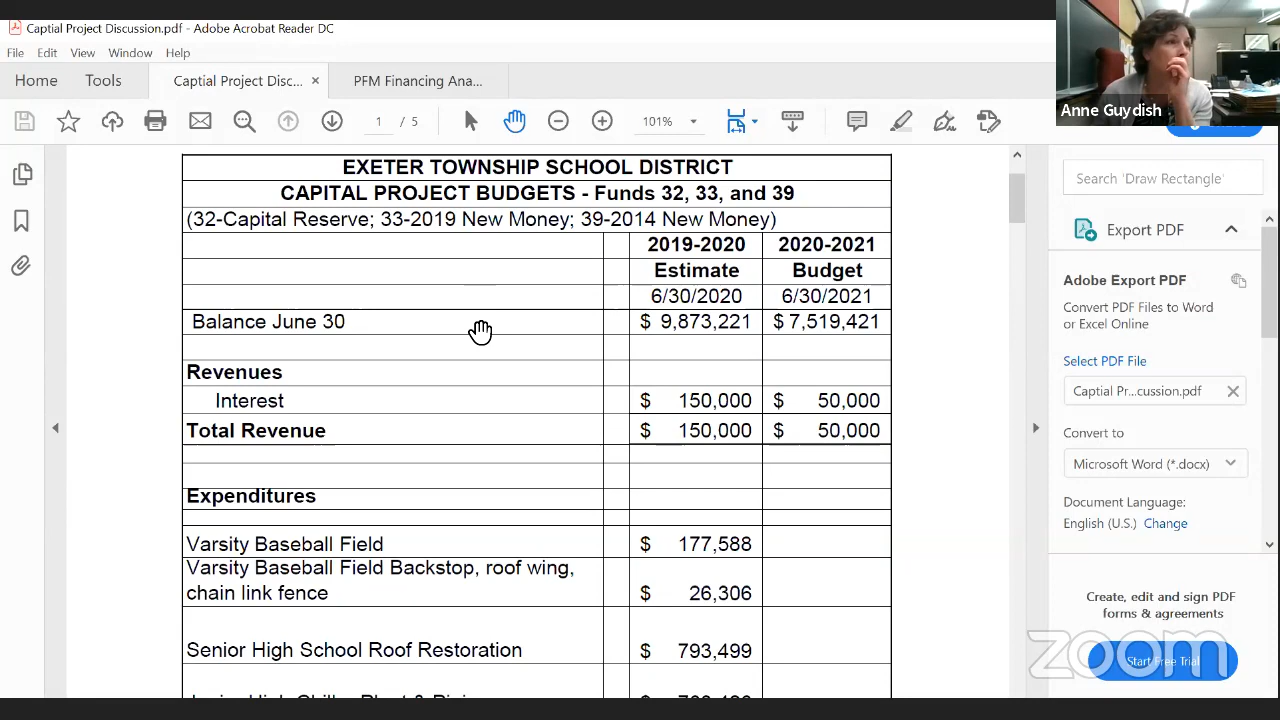 Captial Project Discussion.pdf - Adobe Acrobat Reader DC
File Edit View Window Help
Home Tools Captial Project Disc... × PFM Financing Ana...
1 / 5 101%
Anne Guydish
EXETER TOWNSHIP SCHOOL DISTRICT
CAPITAL PROJECT BUDGETS - Funds 32, 33, and 39
(32-Capital Reserve; 33-2019 New Money; 39-2014 New Money)
2019-2020 2020-2021
Estimate Budget
6/30/2020 6/30/2021
Balance June 30 $ 9,873,221 $ 7,519,421
Revenues
Interest $ 150,000 $ 50,000
Total Revenue $ 150,000 $ 50,000
Expenditures
Varsity Baseball Field $ 177,588
Varsity Baseball Field Backstop, roof wing,
chain link fence $ 26,306
Senior High School Roof Restoration $ 793,499
Search 'Draw Rectangle'
Export PDF
Adobe Export PDF
Convert PDF Files to Word
or Excel Online
Select PDF File
Captial Pr...cussion.pdf
Convert to
Microsoft Word (*.docx)
Document Language:
English (U.S.) Change
Create, edit and sign PDF
forms & agreements
Start Free Trial
zoom